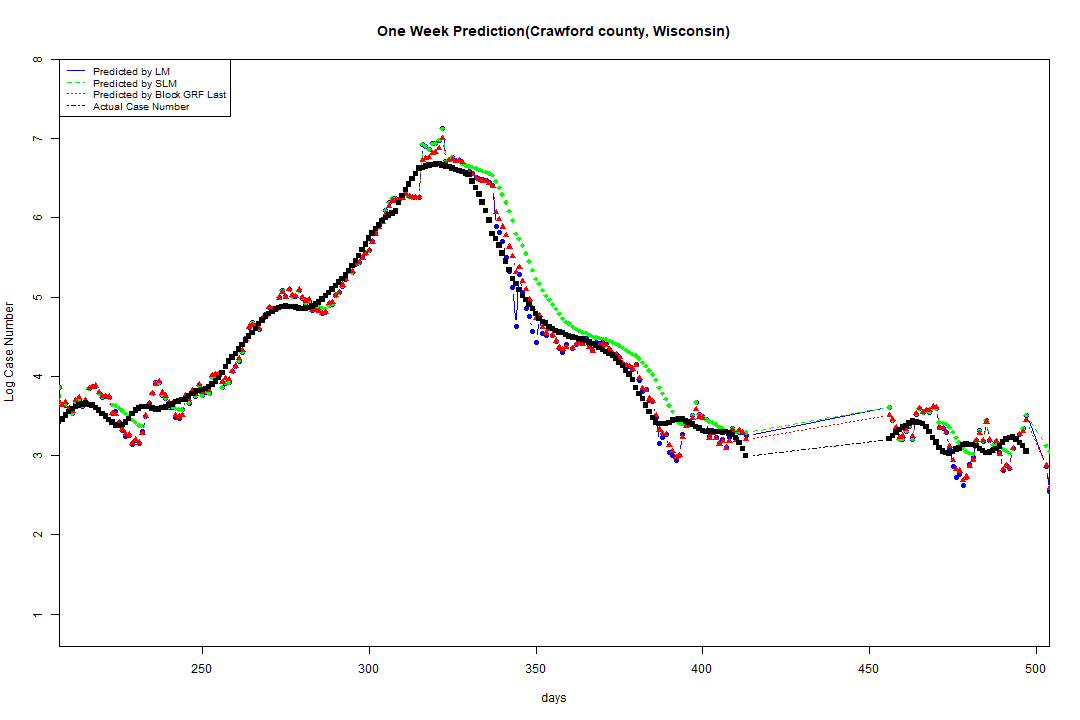 One Week Prediction(Crawford county, Wisconsin)
Predicted by LM
Predicted by SLM
Predicted by Block GRF Last
Actual Case Number
Log Case Number
8
7
6
5
4
3
2
1
250
300
350
400
450
500
days